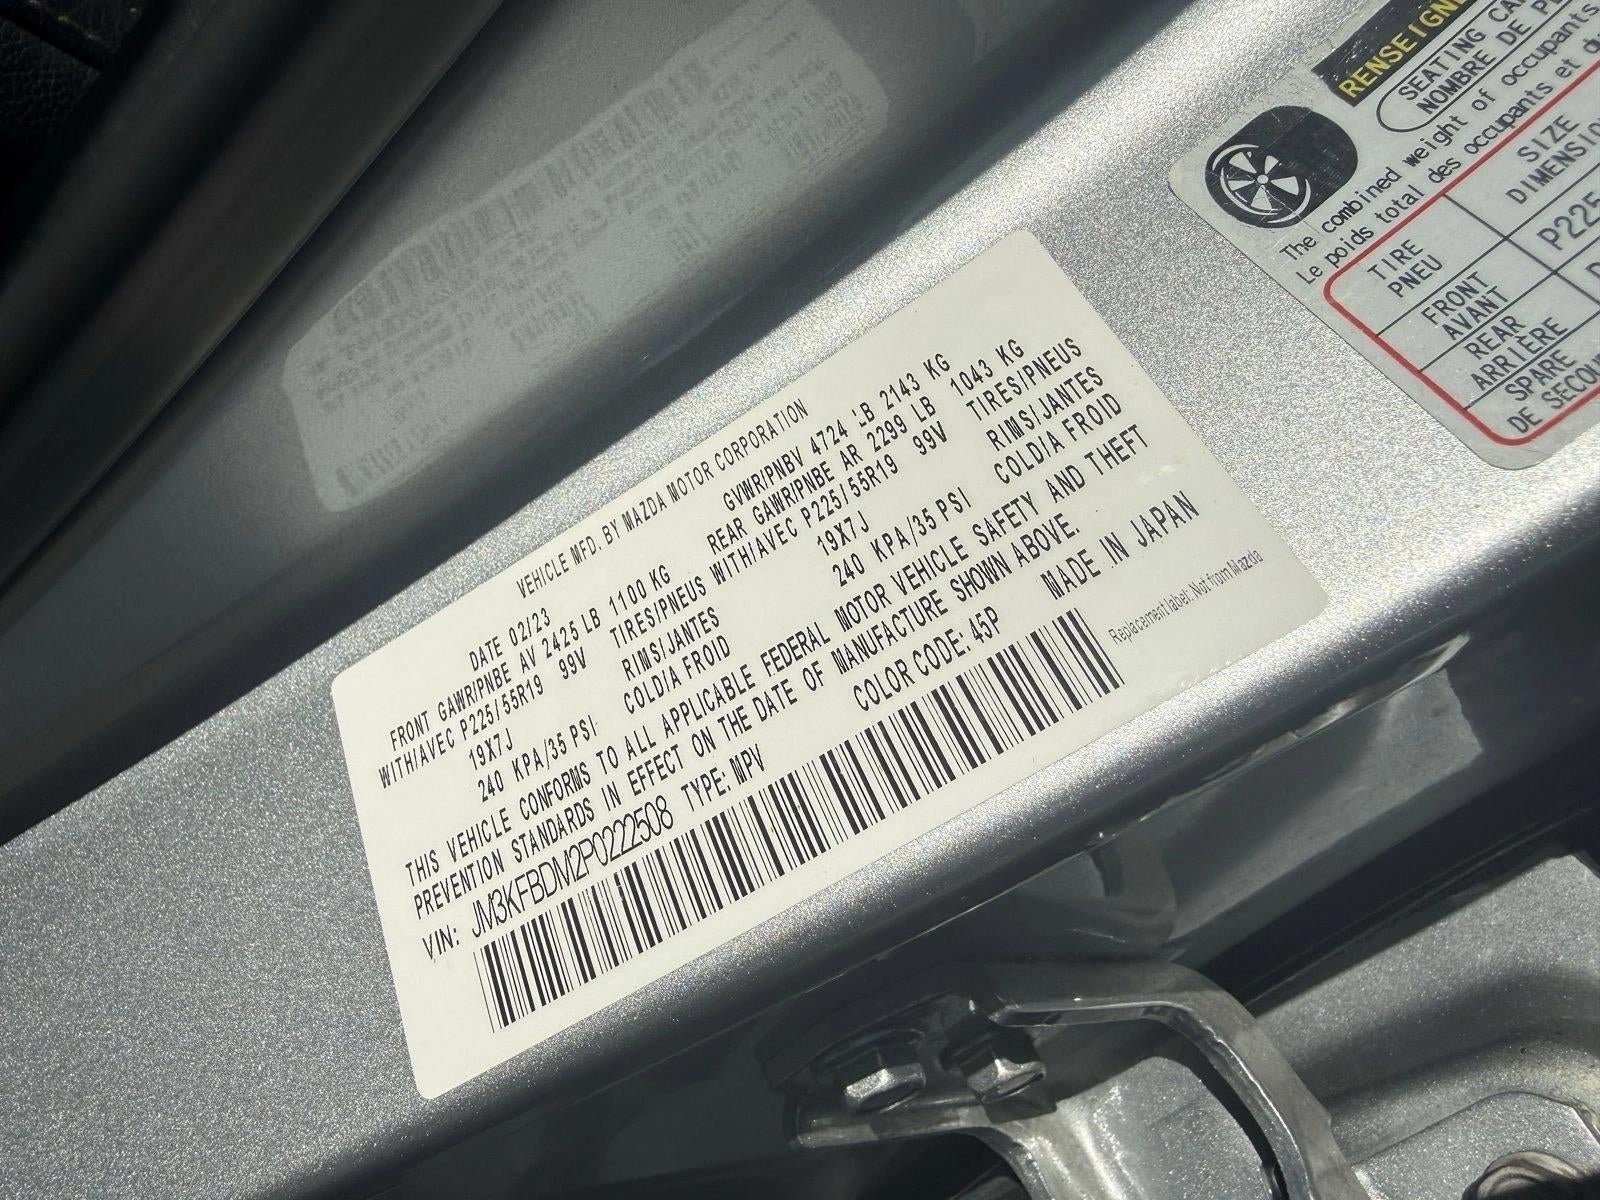 VEHICLE MFD. BY MAZDA MOTOR CORPORATION
DATE 02/23 GVWR/PNBV 4724 LB 2143 KG
FRONT GAWR/PNBE AV 2425 LB 1100 KG REAR GAWR/PNBE AR 2299 LB 1043 KG
WITH/AVEC P225/55R19 99V TIRES/PNEUS WITH/AVEC P225/55R19 99V TIRES/PNEUS
19X7J RIMS/JANTES 19X7J RIMS/JANTES
240 KPA/35 PSI COLD/A FROID 240 KPA/35 PSI COLD/A FROID
THIS VEHICLE CONFORMS TO ALL APPLICABLE FEDERAL MOTOR VEHICLE SAFETY AND THEFT
PREVENTION STANDARDS IN EFFECT ON THE DATE OF MANUFACTURE SHOWN ABOVE.
VIN: JM3KFBDM2P0222508 TYPE: MPV COLOR CODE: 45P MADE IN JAPAN
Replacement label: Not from Mazda
SEATING
NOMBRE DE
The combined weight of occupants
Le poids total des occupants et
TIRE
PNEU
SIZE
FRONT
AVANT
P225
REAR
ARRIÈRE
SPARE
DE